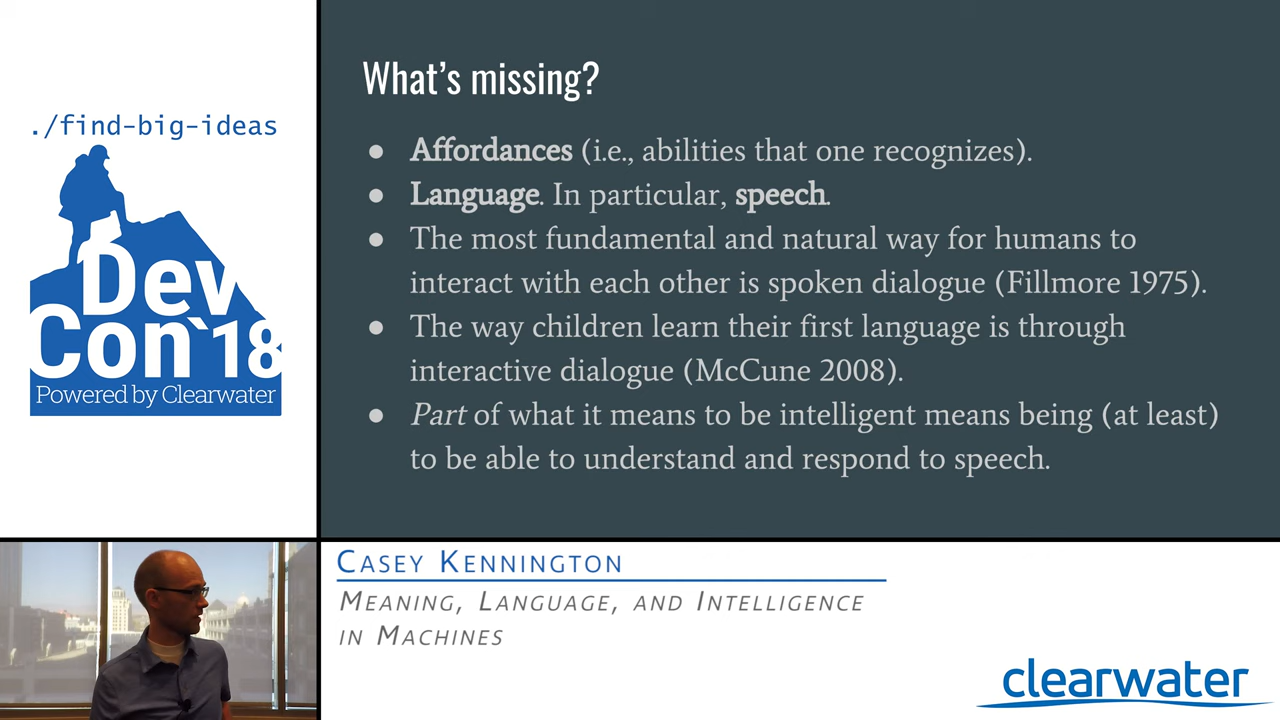 ./find-big-ideas
Dev
Con`18
Powered by Clearwater
What's missing?
● Affordances (i.e., abilities that one recognizes).
● Language. In particular, speech.
● The most fundamental and natural way for humans to
interact with each other is spoken dialogue (Fillmore 1975).
● The way children learn their first language is through
interactive dialogue (McCune 2008).
● Part of what it means to be intelligent means being (at least)
to be able to understand and respond to speech.
CASEY KENNINGTON
MEANING, LANGUAGE, AND INTELLIGENCE
IN MACHINES
clearwater